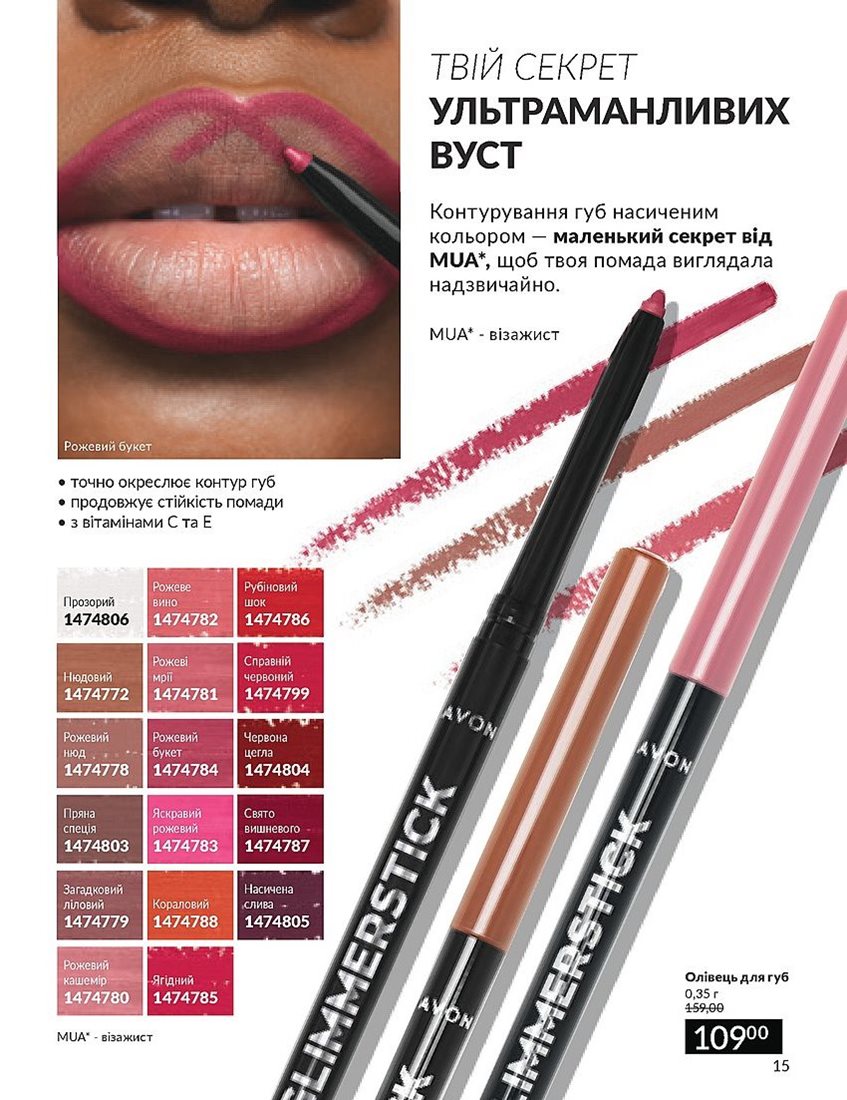 ТВІЙ СЕКРЕТ
УЛЬТРАМАНЛИВИХ
ВУСТ
Контурування губ насиченим
кольором — маленький секрет від
MUA*, щоб твоя помада виглядала
надзвичайно.
MUA* - візажист
Рожевий букет
• точно окреслює контур губ
• продовжує стійкість помади
• з вітамінами С та Е
Прозорий
1474806
Рожеве
вино
1474782
Рубіновий
шок
1474786
Нюдовий
1474772
Рожеві
мрії
1474781
Справній
червоний
1474799
Рожевий
нюд
1474778
Рожевий
букет
1474784
Червона
цегла
1474804
Пряна
спеція
1474803
Яскравий
рожевий
1474783
Свято
вишневого
1474787
Загадковий
ліловий
1474779
Кораловий
1474788
Насичена
слива
1474805
Рожевий
кашемір
1474780
Ягідний
1474785
MUA* - візажист
AVON
GLIMMERSTICK
AVON
CK
AVON
LIMMERSTICK
Олівець для губ
0,35 г
159,00
109⁰⁰
15